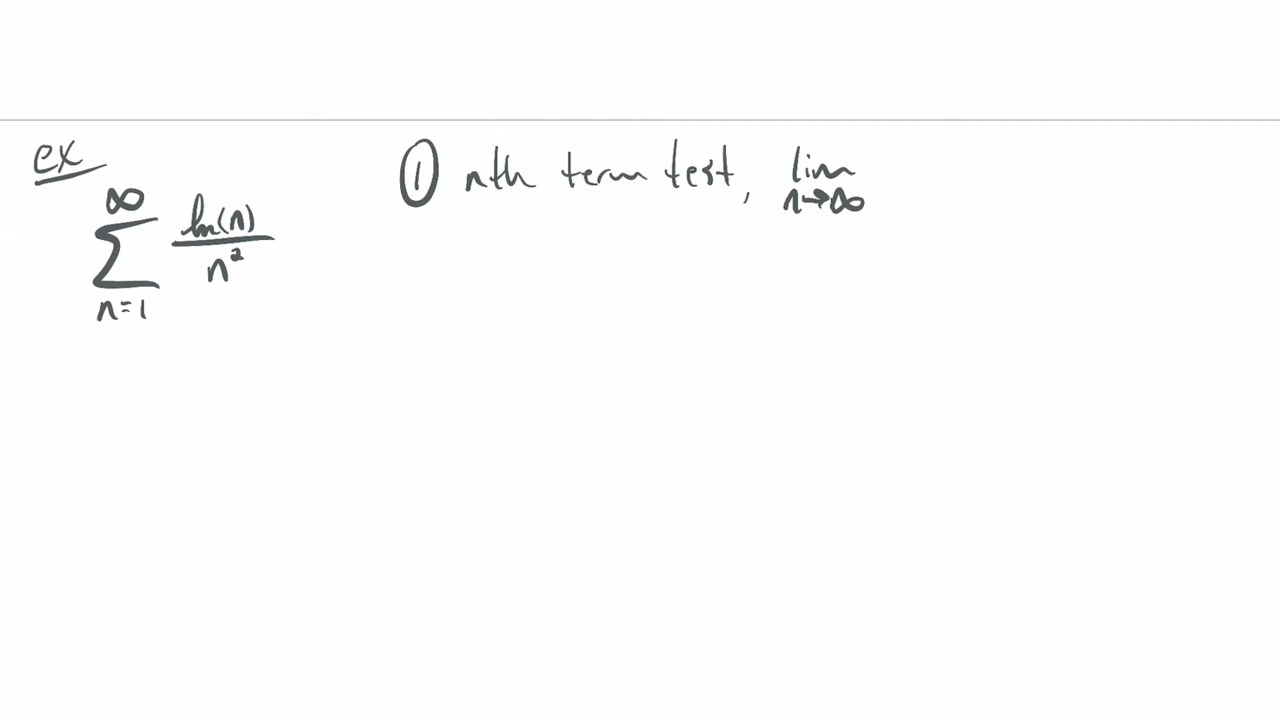 ex
∞
∑ ln(n)/n²
n=1
① nth term test, lim
n→∞